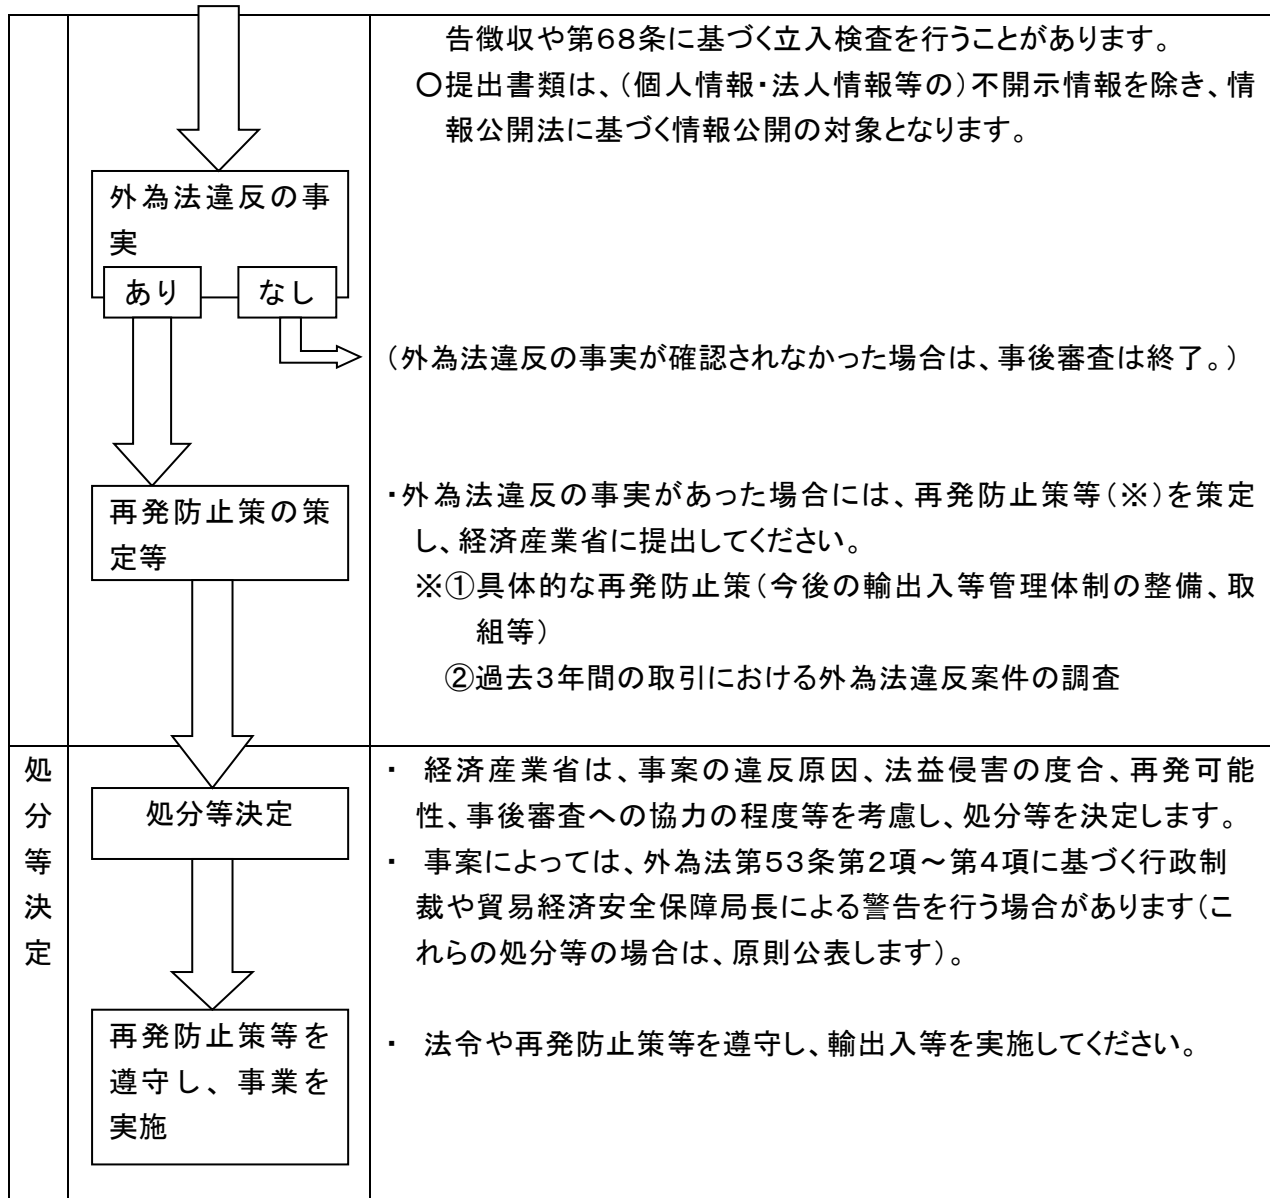 告徴収や第68条に基づく立入検査を行うことがあります。
○提出書類は、(個人情報・法人情報等の)不開示情報を除き、情
報公開法に基づく情報公開の対象となります。
外為法違反の事
実
あり
なし
(外為法違反の事実が確認されなかった場合は、事後審査は終了。)
再発防止策の策
定等
・外為法違反の事実があった場合には、再発防止策等(※)を策定
し、経済産業省に提出してください。
※①具体的な再発防止策(今後の輸出入等管理体制の整備、取
組等)
②過去3年間の取引における外為法違反案件の調査
処
分
等
決
定
処分等決定
・ 経済産業省は、事案の違反原因、法益侵害の度合、再発可能
性、事後審査への協力の程度等を考慮し、処分等を決定します。
・ 事案によっては、外為法第53条第2項~第4項に基づく行政制
裁や貿易経済安全保障局長による警告を行う場合があります(こ
れらの処分等の場合は、原則公表します)。
再発防止策等を
遵守し、事業を
実施
・ 法令や再発防止策等を遵守し、輸出入等を実施してください。